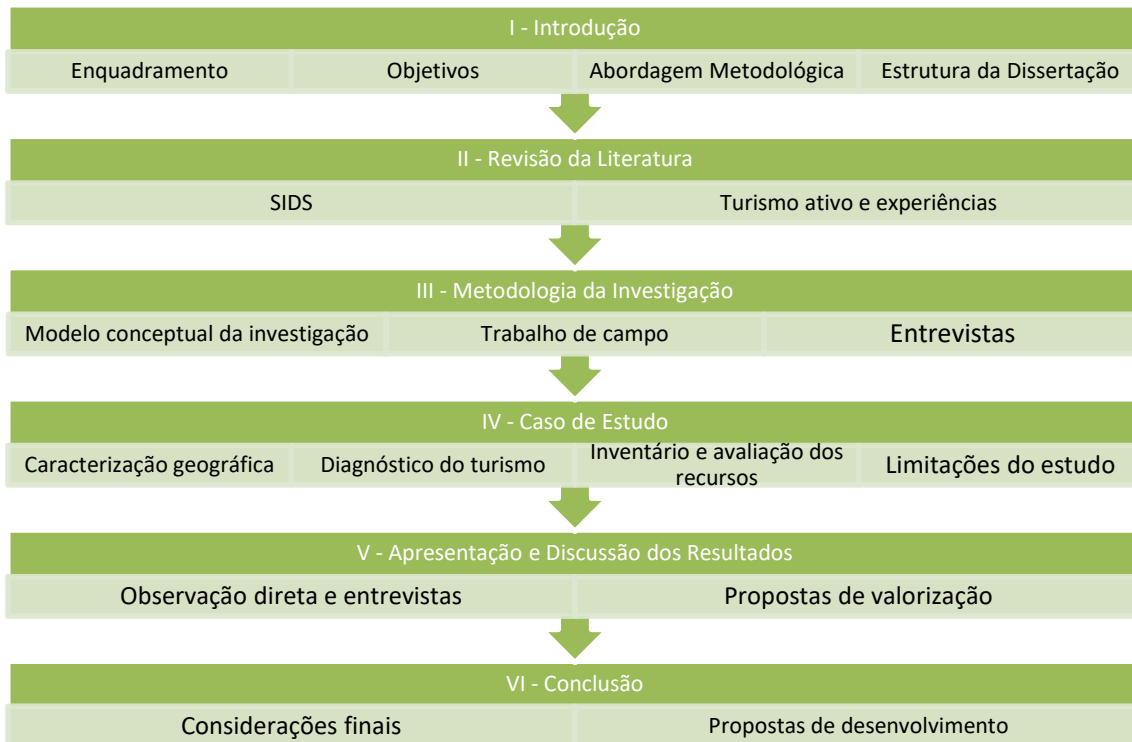 I - Introdução
Enquadramento
Objetivos
Abordagem Metodológica
Estrutura da Dissertação
II - Revisão da Literatura
SIDS
Turismo ativo e experiências
III - Metodologia da Investigação
Modelo conceptual da investigação
Trabalho de campo
Entrevistas
IV - Caso de Estudo
Caracterização geográfica
Diagnóstico do turismo
Inventário e avaliação dos
recursos
Limitações do estudo
V - Apresentação e Discussão dos Resultados
Observação direta e entrevistas
Propostas de valorização
VI - Conclusão
Considerações finais
Propostas de desenvolvimento